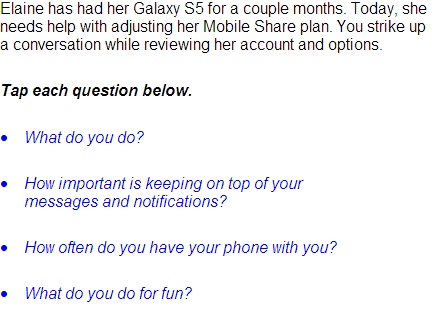 Elaine has had her Galaxy S5 for a couple months. Today, she
needs help with adjusting her Mobile Share plan. You strike up
a conversation while reviewing her account and options.
Tap each question below.
• What do you do?
• How important is keeping on top of your
messages and notifications?
• How often do you have your phone with you?
• What do you do for fun?